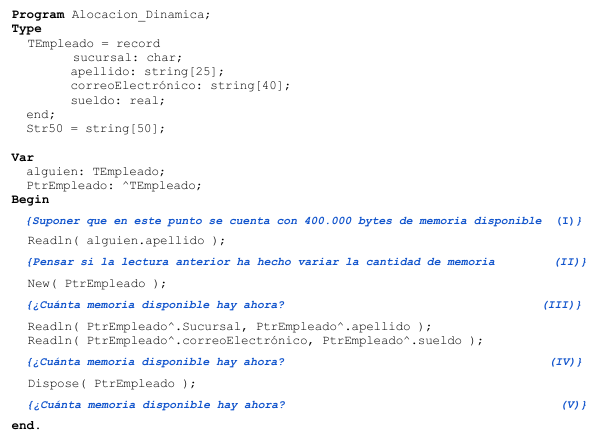 Program Alocacion_Dinamica;
Type
TEmpleado = record
sucursal: char;
apellido: string[25];
correoElectrónico: string[40];
sueldo: real;
end;
Str50 = string[50];
Var
alguien: TEmpleado;
PtrEmpleado: ^TEmpleado;
Begin
{Suponer que en este punto se cuenta con 400.000 bytes de memoria disponible (I)}
Readln( alguien.apellido );
{Pensar si la lectura anterior ha hecho variar la cantidad de memoria (II)}
New( PtrEmpleado );
{¿Cuánta memoria disponible hay ahora? (III)}
Readln( PtrEmpleado^.Sucursal, PtrEmpleado^.apellido );
Readln( PtrEmpleado^.correoElectrónico, PtrEmpleado^.sueldo );
{¿Cuánta memoria disponible hay ahora? (IV)}
Dispose( PtrEmpleado );
{¿Cuánta memoria disponible hay ahora? (V)}
end.